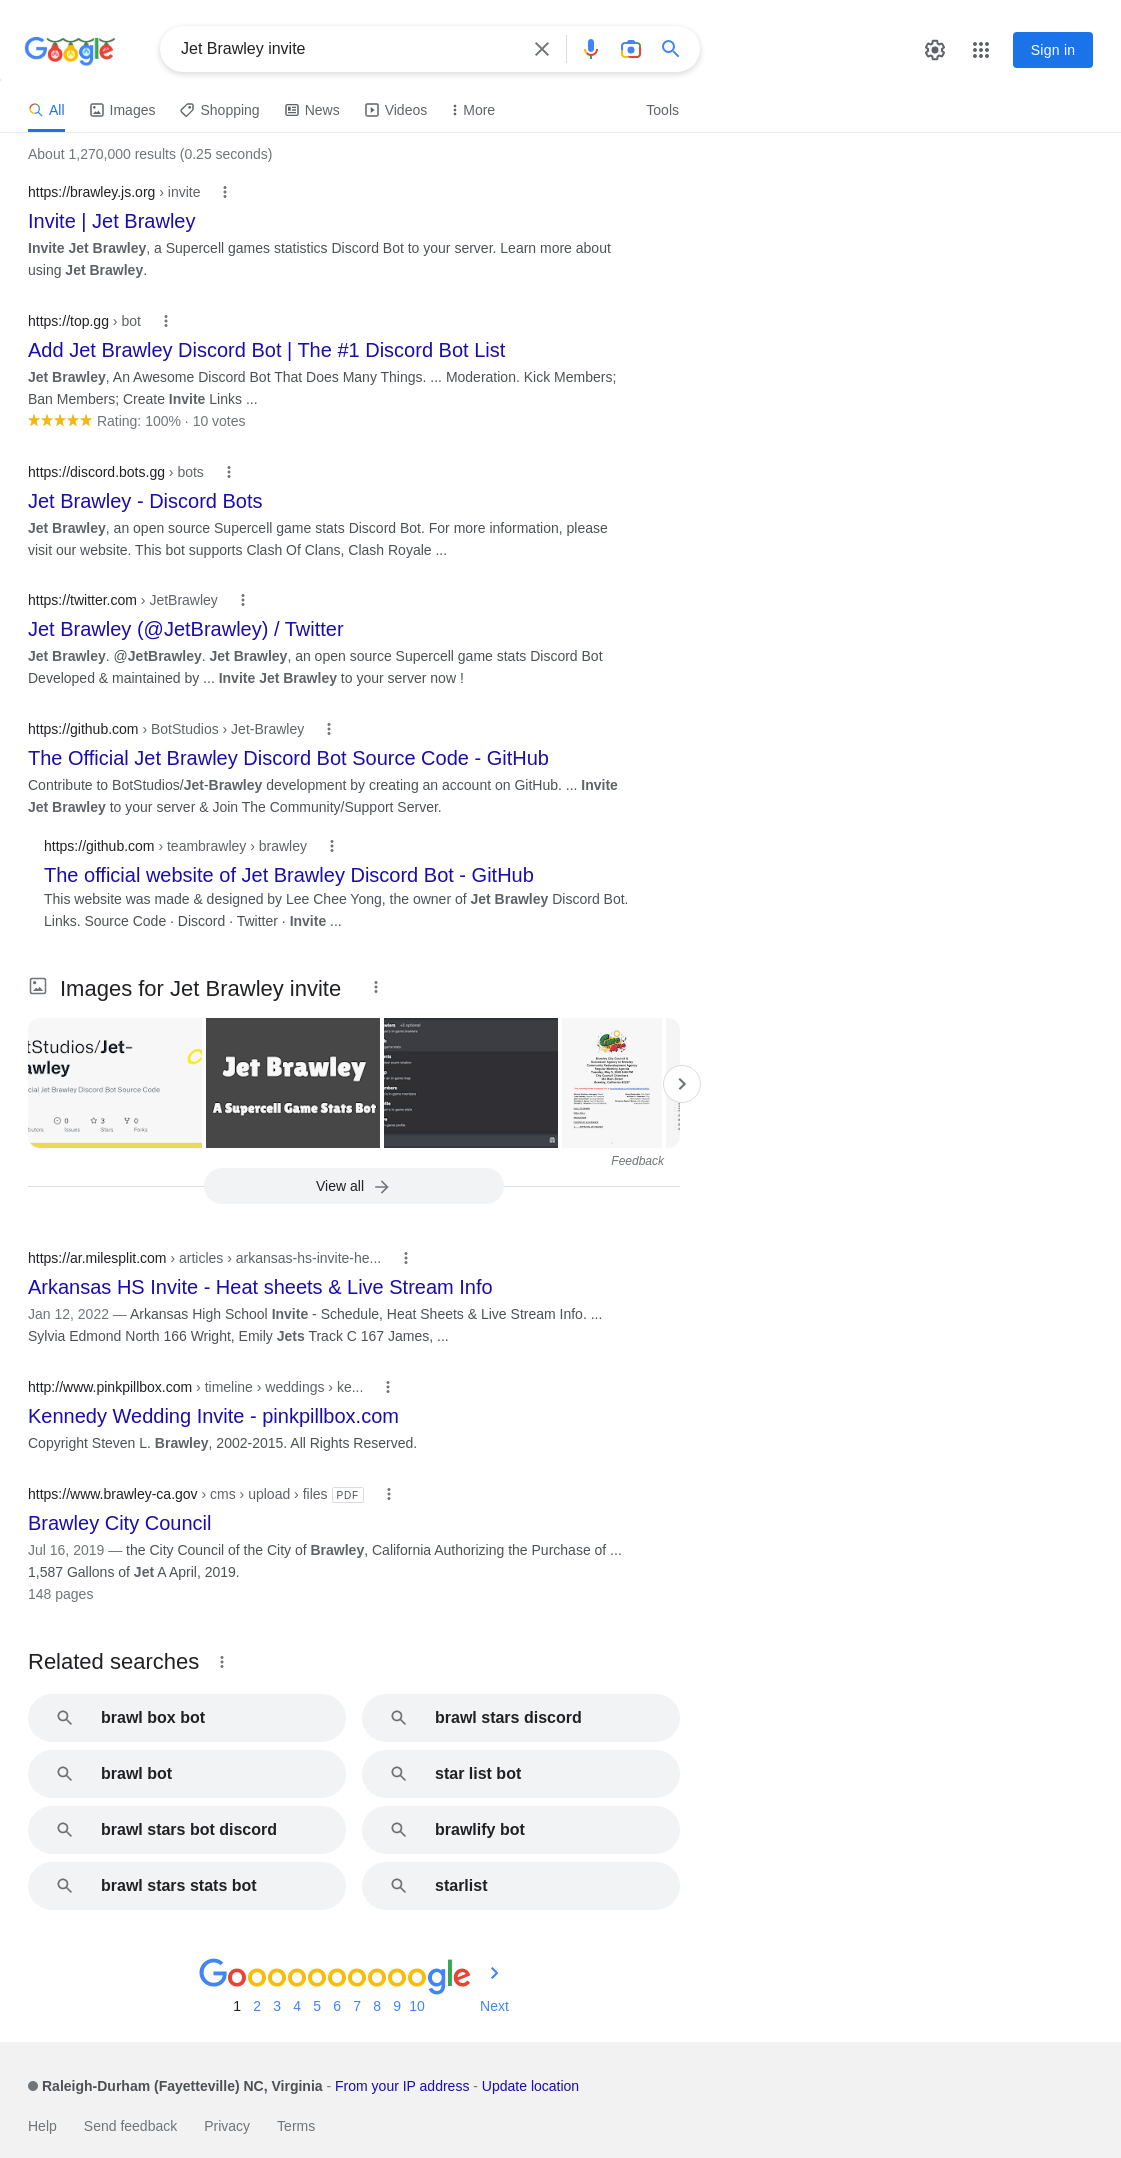 Google
Jet Brawley invite
Sign in
All
Images
Shopping
News
Videos
More
Tools
About 1,270,000 results (0.25 seconds)
https://brawley.js.org › invite
Invite | Jet Brawley
Invite Jet Brawley, a Supercell games statistics Discord Bot to your server. Learn more about
using Jet Brawley.
https://top.gg › bot
Add Jet Brawley Discord Bot | The #1 Discord Bot List
Jet Brawley, An Awesome Discord Bot That Does Many Things. ... Moderation. Kick Members;
Ban Members; Create Invite Links ...
Rating: 100% · 10 votes
https://discord.bots.gg › bots
Jet Brawley - Discord Bots
Jet Brawley, an open source Supercell game stats Discord Bot. For more information, please
visit our website. This bot supports Clash Of Clans, Clash Royale ...
https://twitter.com › JetBrawley
Jet Brawley (@JetBrawley) / Twitter
Jet Brawley. @JetBrawley. Jet Brawley, an open source Supercell game stats Discord Bot
Developed & maintained by ... Invite Jet Brawley to your server now !
https://github.com › BotStudios › Jet-Brawley
The Official Jet Brawley Discord Bot Source Code - GitHub
Contribute to BotStudios/Jet-Brawley development by creating an account on GitHub. ... Invite
Jet Brawley to your server & Join The Community/Support Server.
https://github.com › teambrawley › brawley
The official website of Jet Brawley Discord Bot - GitHub
This website was made & designed by Lee Chee Yong, the owner of Jet Brawley Discord Bot.
Links. Source Code · Discord · Twitter · Invite ...
Images for Jet Brawley invite
tStudios/Jet-
awley
cial Jet Brawley Discord Bot Source Code
0
3
0
Issues
Stars
Forks
Jet Brawley
A Supercell Game Stats Bot
Feedback
View all
https://ar.milesplit.com › articles › arkansas-hs-invite-he...
Arkansas HS Invite - Heat sheets & Live Stream Info
Jan 12, 2022 — Arkansas High School Invite - Schedule, Heat Sheets & Live Stream Info. ...
Sylvia Edmond North 166 Wright, Emily Jets Track C 167 James, ...
http://www.pinkpillbox.com › timeline › weddings › ke...
Kennedy Wedding Invite - pinkpillbox.com
Copyright Steven L. Brawley, 2002-2015. All Rights Reserved.
https://www.brawley-ca.gov › cms › upload › files PDF
Brawley City Council
Jul 16, 2019 — the City Council of the City of Brawley, California Authorizing the Purchase of ...
1,587 Gallons of Jet A April, 2019.
148 pages
Related searches
brawl box bot
brawl stars discord
brawl bot
star list bot
brawl stars bot discord
brawlify bot
brawl stars stats bot
starlist
Goooooooooogle
1 2 3 4 5 6 7 8 9 10 Next
Raleigh-Durham (Fayetteville) NC, Virginia - From your IP address - Update location
Help
Send feedback
Privacy
Terms